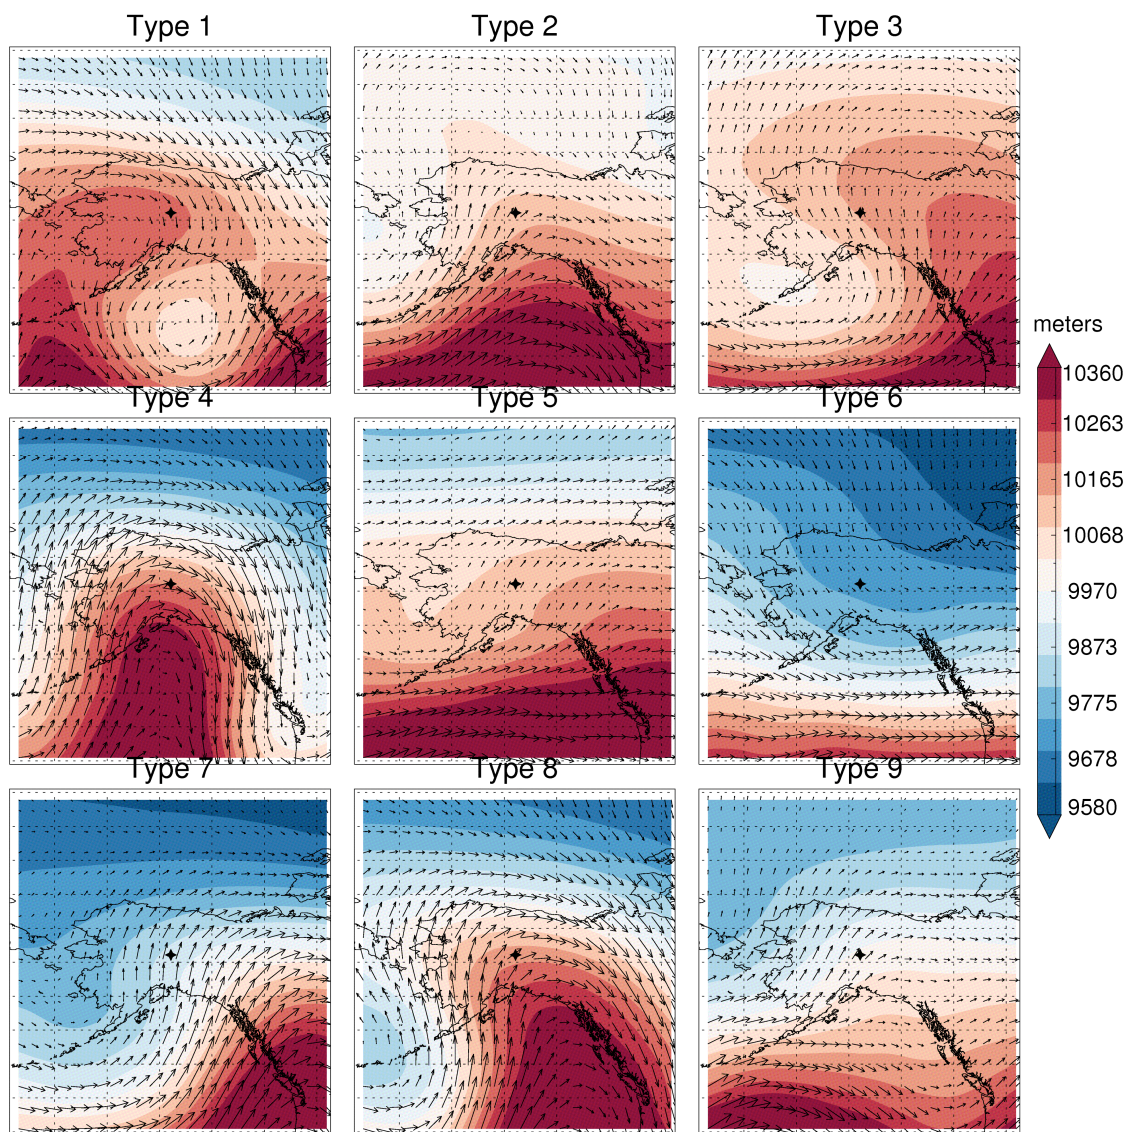 Type 1
Type 2
Type 3
Type 4
Type 5
Type 6
Type 7
Type 8
Type 9
meters
10360
10263
10165
10068
9970
9873
9775
9678
9580